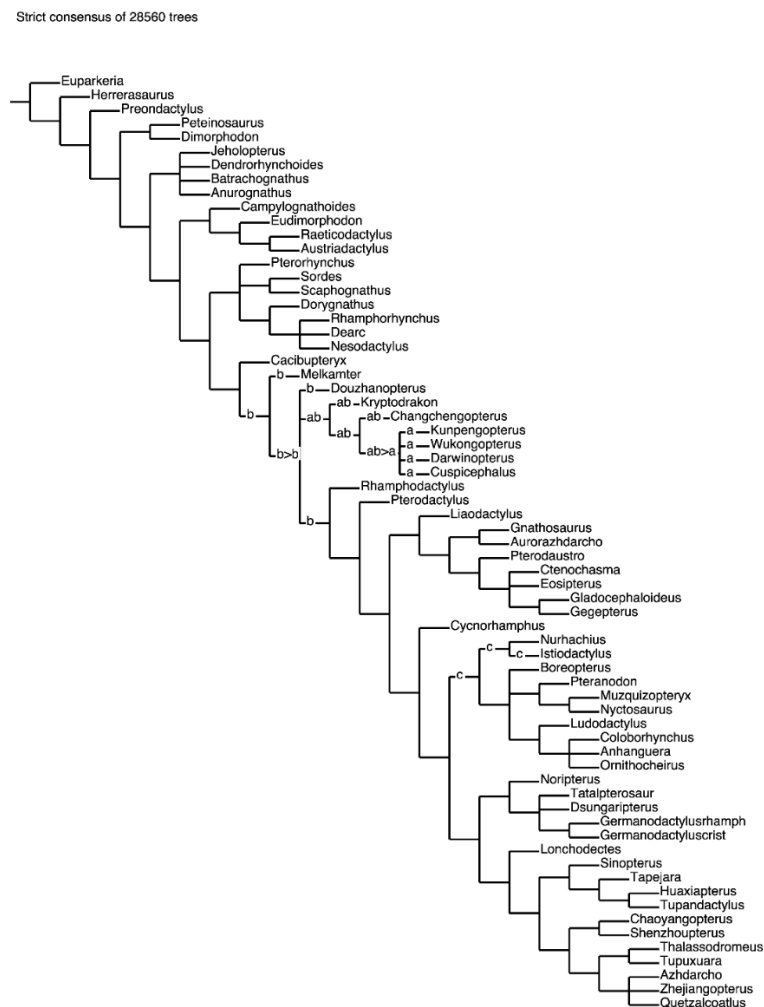 Strict consensus of 28560 trees
Euparkeria
Herrerasaurus
Preondactylus
Peteinosaurus
Dimorphodon
Jeholopterus
Dendrorhynchoides
Batrachognathus
Anurognathus
Campylognathoides
Eudimorphodon
Raeticodactylus
Austriadactylus
Pterorhynchus
Sordes
Scaphognathus
Dorygnathus
Rhamphorhynchus
Dearc
Nesodactylus
Cacibupteryx
b Melkamter
b Douzhanopterus
ab Kryptodrakon
b ab ab Changchengopterus
ab a Kunpengopterus
a Wukongopterus
b>b ab>a a Darwinopterus
a Cuspicephalus
Rhamphodactylus
Pterodactylus
b Liaodactylus
Gnathosaurus
Aurorazhdarcho
Pterodaustro
Ctenochasma
Eosipterus
Gladocephaloideus
Gegepterus
Cycnorhamphus
c Nurhachius
c Istiodactylus
c Boreopterus
Pteranodon
Muzquizopteryx
Nyctosaurus
Ludodactylus
Coloborhynchus
Anhanguera
Ornithocheirus
Noripterus
Tatalpterosaur
Dsungaripterus
Germanodactylusrhamph
Germanodactyluscrist
Lonchodectes
Sinopterus
Tapejara
Huaxiapterus
Tupandactylus
Chaoyangopterus
Shenzhoupterus
Thalassodromeus
Tupuxuara
Azhdarcho
Zhejiangopterus
Quetzalcoatlus